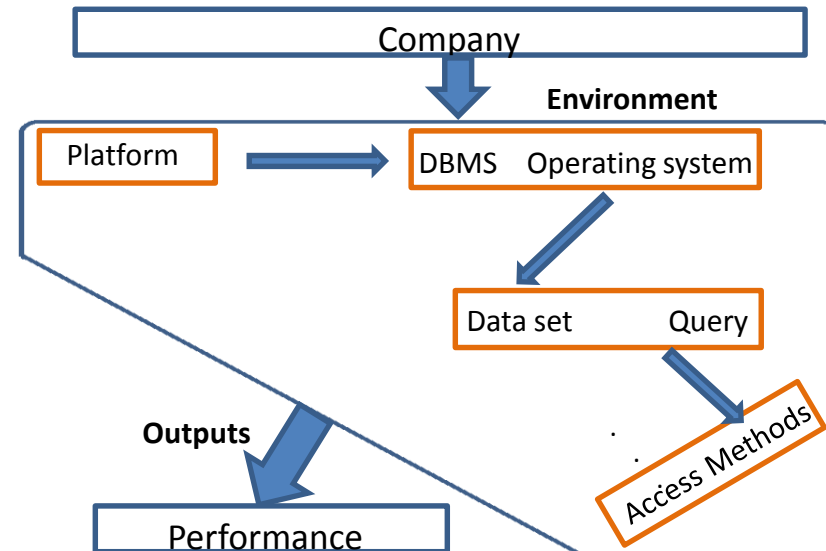 Company
Environment
Platform
DBMS Operating system
Data set Query
Access Methods
Outputs
Performance